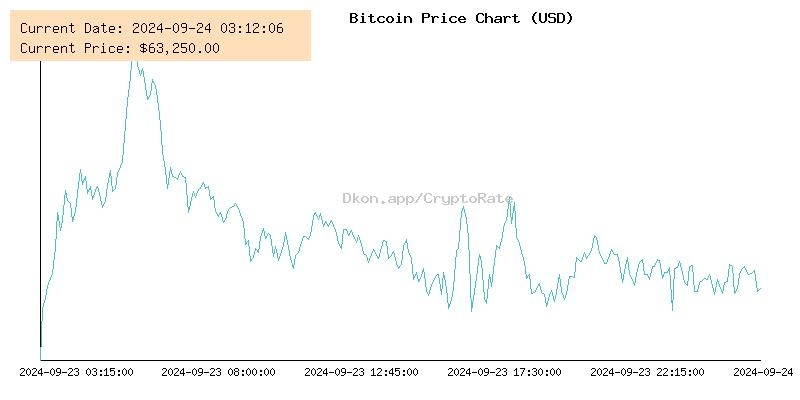 Bitcoin Price Chart (USD)
Current Date: 2024-09-24 03:12:06
Current Price: $63,250.00
Dkon.app/CryptoRate
2024-09-23 03:15:00 2024-09-23 08:00:00 2024-09-23 12:45:00 2024-09-23 17:30:00 2024-09-23 22:15:00 2024-09-24